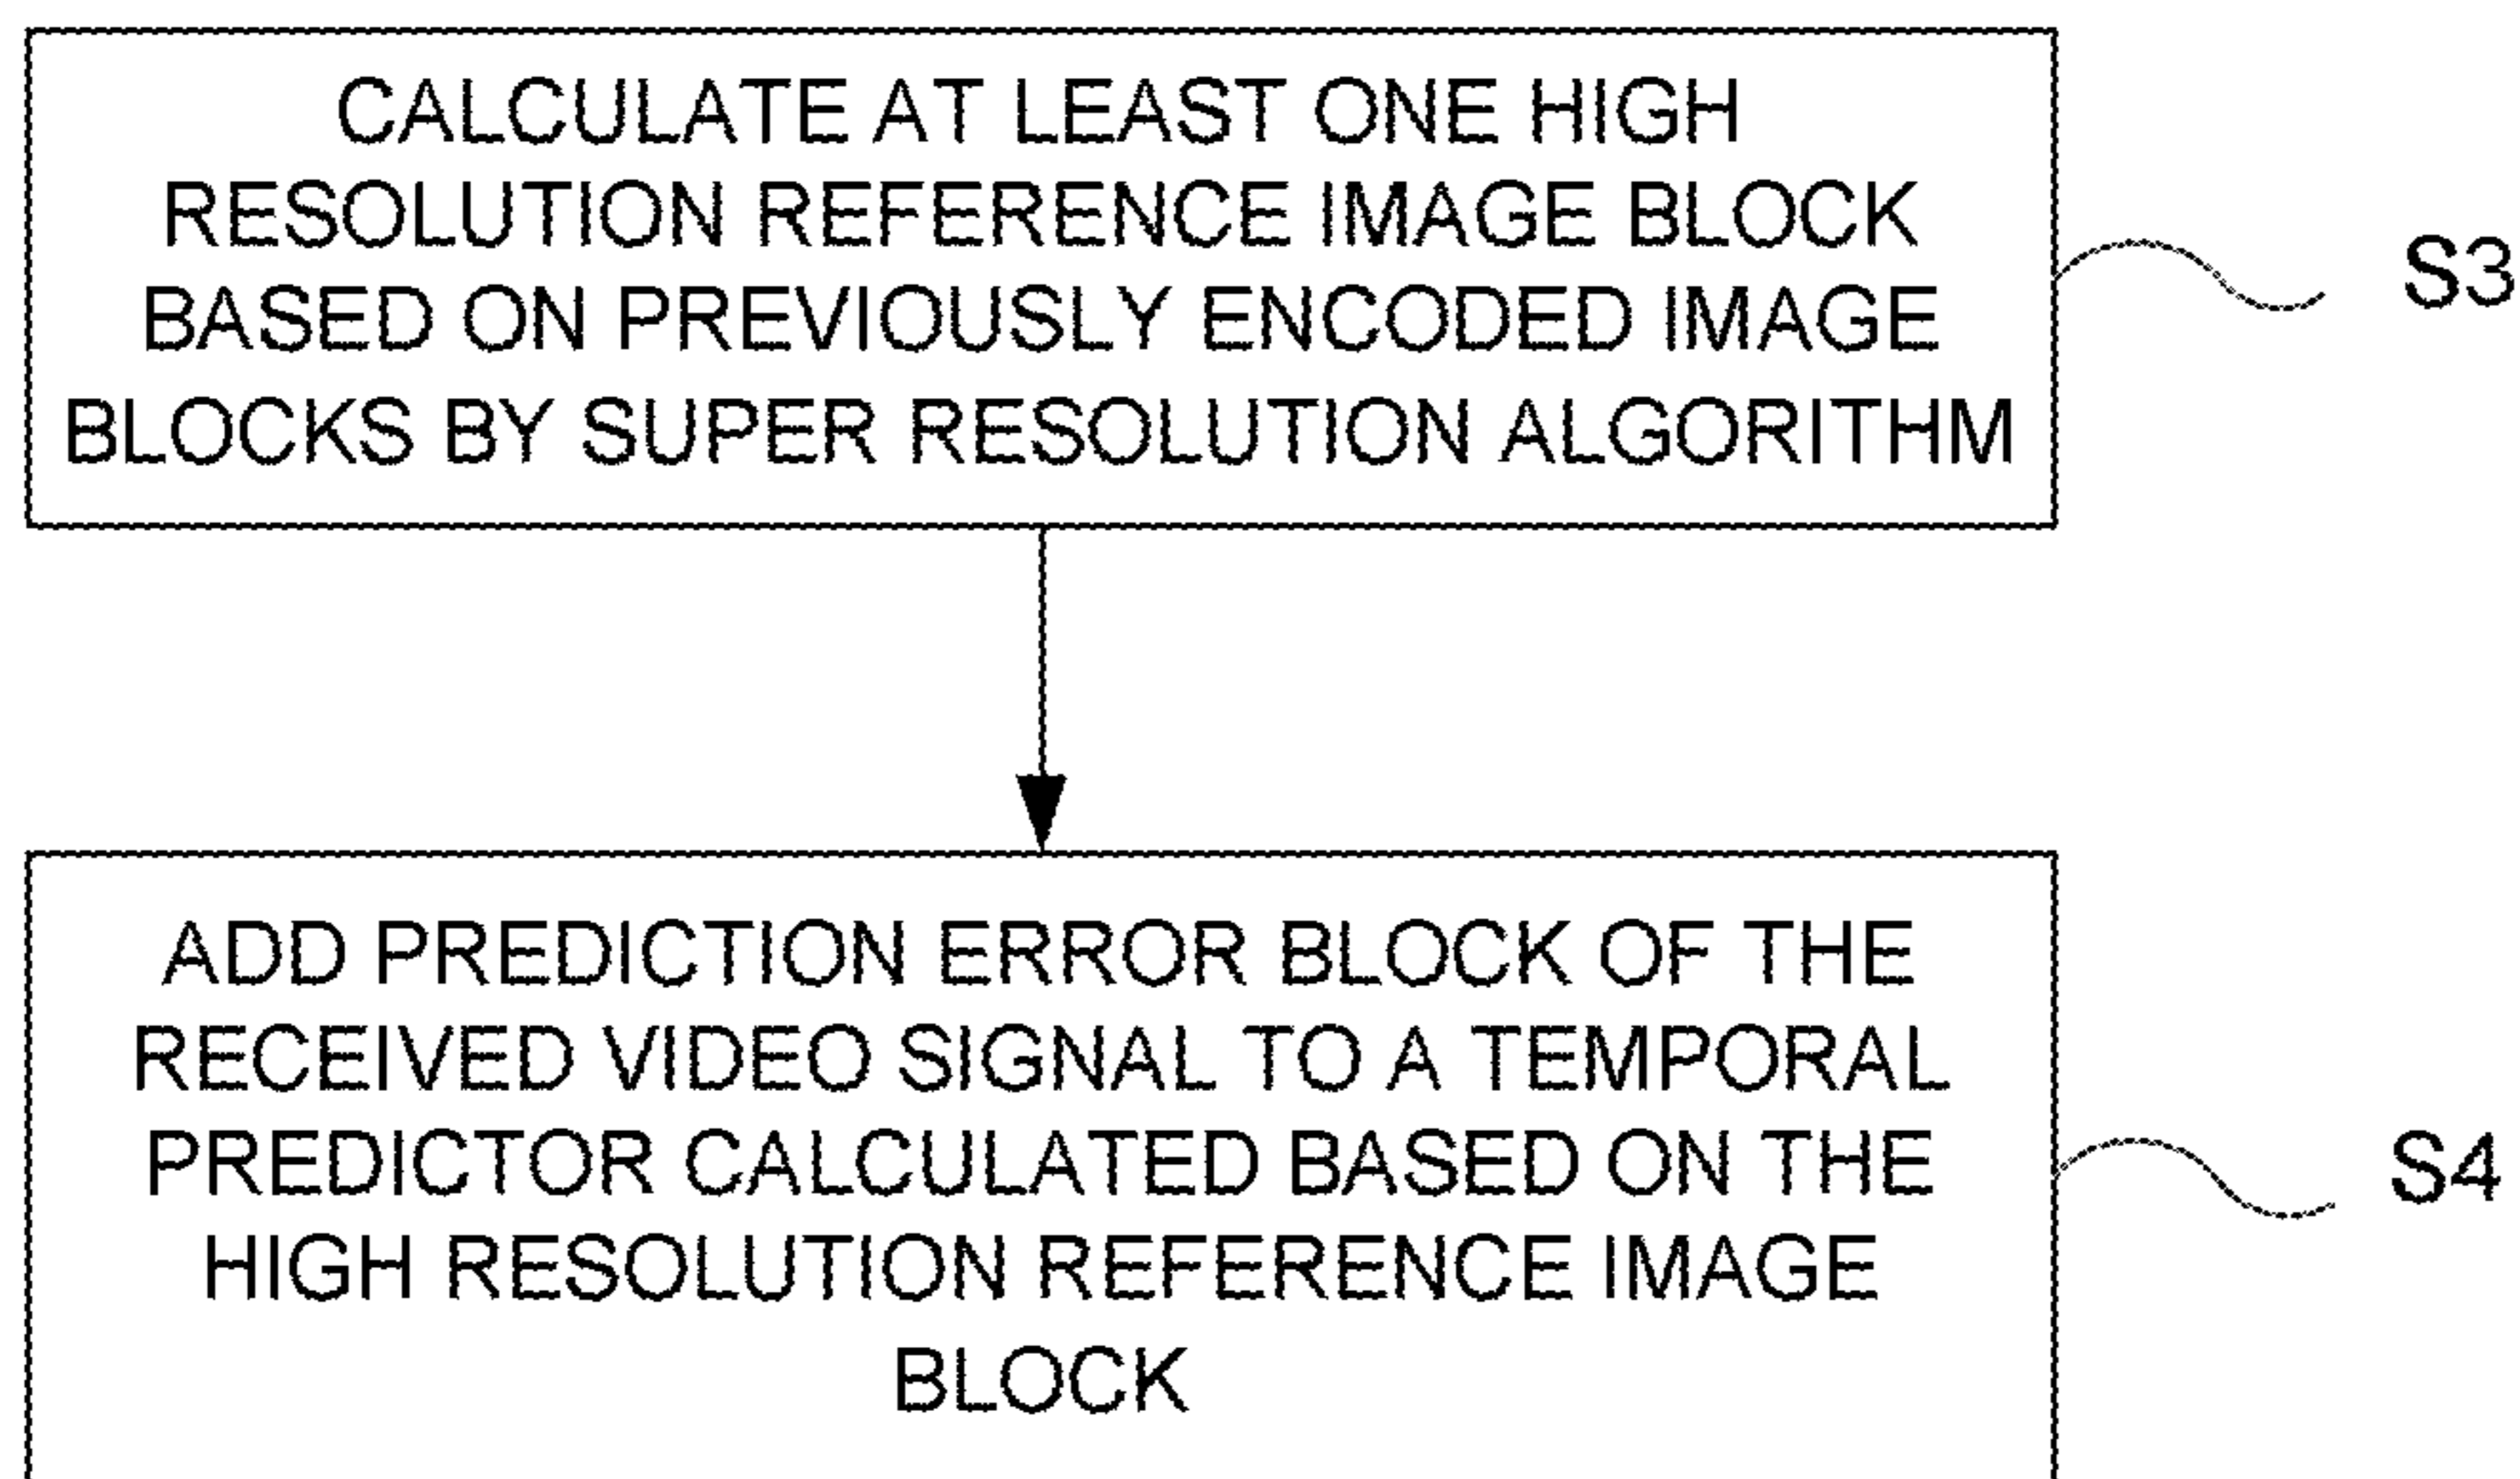 CALCULATE AT LEAST ONE HIGH
RESOLUTION REFERENCE IMAGE BLOCK
BASED ON PREVIOUSLY ENCODED IMAGE
BLOCKS BY SUPER RESOLUTION ALGORITHM
S3
ADD PREDICTION ERROR BLOCK OF THE
RECEIVED VIDEO SIGNAL TO A TEMPORAL
PREDICTOR CALCULATED BASED ON THE
HIGH RESOLUTION REFERENCE IMAGE
BLOCK
S4